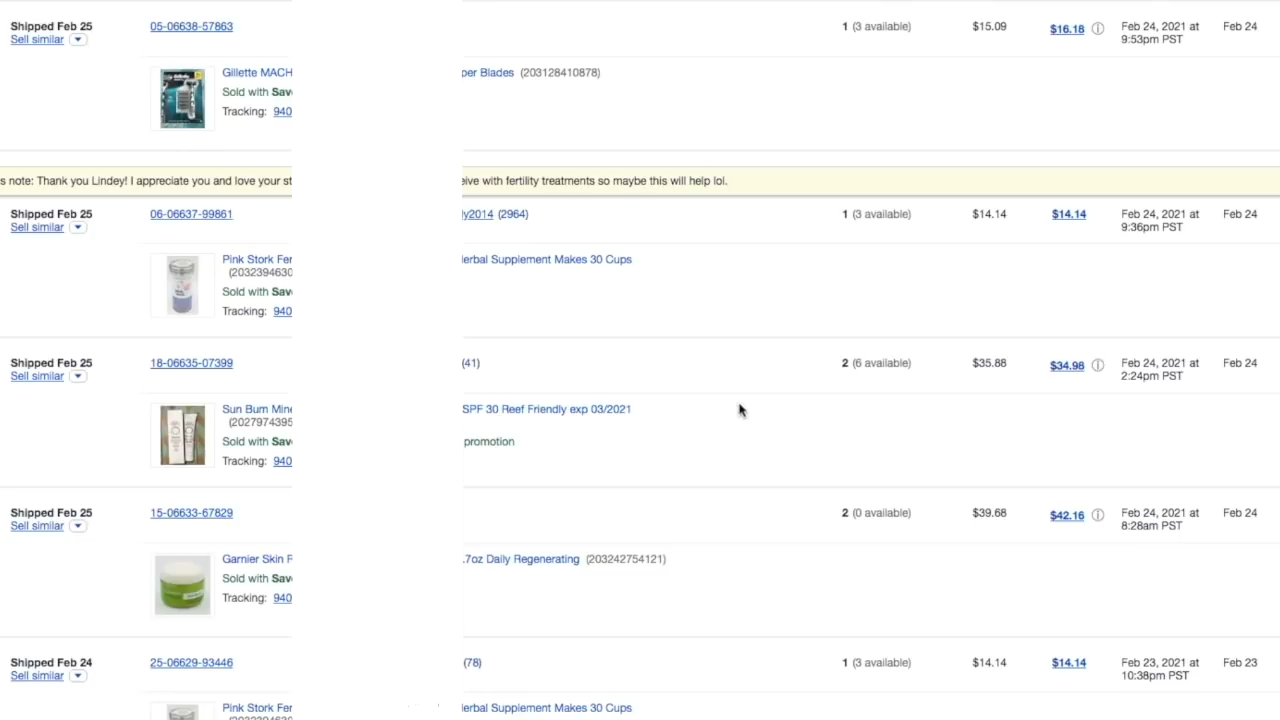 Shipped Feb 25 05-06638-57863 1 (3 available) $15.09 $16.18 Feb 24, 2021 at Feb 24
Sell similar 9:53pm PST
Gillette MACH per Blades (203128410878)
Sold with Sav
Tracking: 940
s note: Thank you Lindey! I appreciate you and love your st eive with fertility treatments so maybe this will help lol.
Shipped Feb 25 06-06637-99861 ly2014 (2964) 1 (3 available) $14.14 $14.14 Feb 24, 2021 at Feb 24
Sell similar 9:36pm PST
Pink Stork Fer Herbal Supplement Makes 30 Cups
(2032394630
Sold with Sav
Tracking: 940
Shipped Feb 25 18-06635-07399 (41) 2 (6 available) $35.88 $34.98 Feb 24, 2021 at Feb 24
Sell similar 2:24pm PST
Sun Bum Mine SPF 30 Reef Friendly exp 03/2021
(2027974395
Sold with Sav promotion
Tracking: 940
Shipped Feb 25 15-06633-67829 2 (0 available) $39.68 $42.16 Feb 24, 2021 at Feb 24
Sell similar 8:28am PST
Garnier Skin R .7oz Daily Regenerating (203242754121)
Sold with Sav
Tracking: 940
Shipped Feb 24 25-06629-93446 (78) 1 (3 available) $14.14 $14.14 Feb 23, 2021 at Feb 23
Sell similar 10:38pm PST
Pink Stork Fer Herbal Supplement Makes 30 Cups